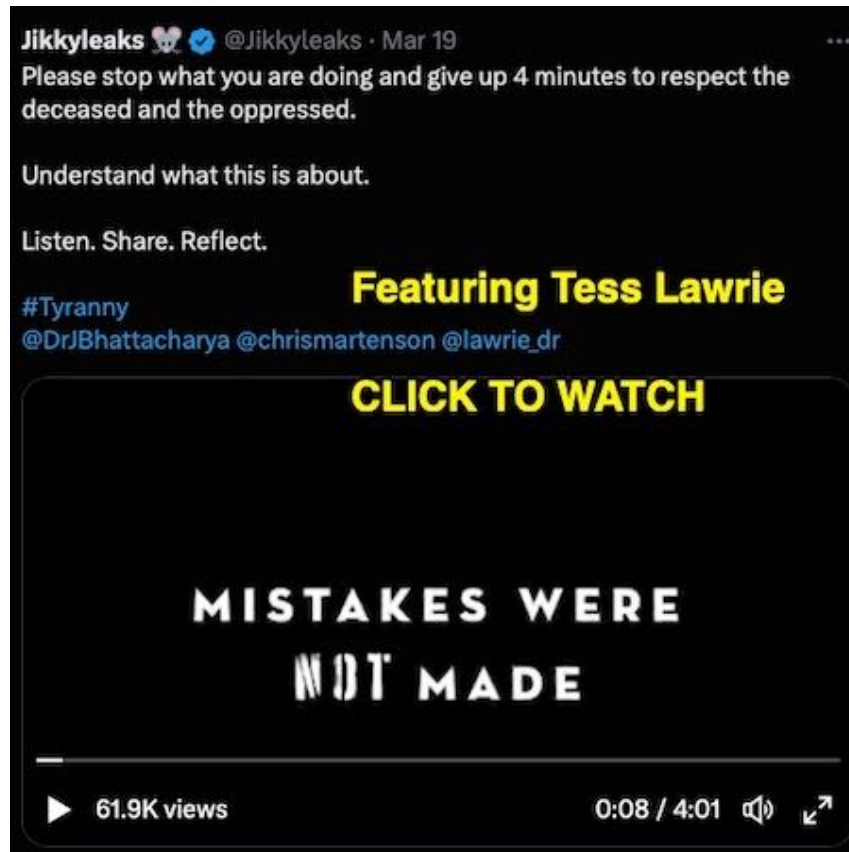 Jikkyleaks 🐭 @Jikkyleaks · Mar 19 ...
Please stop what you are doing and give up 4 minutes to respect the
deceased and the oppressed.
Understand what this is about.
Listen. Share. Reflect.
Featuring Tess Lawrie
#Tyranny
@DrJBhattacharya @chrismartenson @lawrie_dr
CLICK TO WATCH
MISTAKES WERE
NOT MADE
61.9K views 0:08 / 4:01